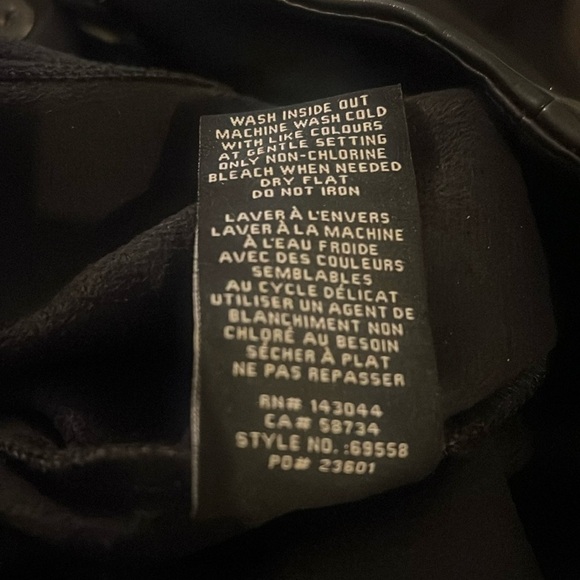 WASH INSIDE OUT
MACHINE WASH COLD
WITH LIKE COLOURS
AT GENTLE SETTING
ONLY NON-CHLORINE
BLEACH WHEN NEEDED
DRY FLAT
DO NOT IRON
LAVER À L'ENVERS
LAVER À LA MACHINE
À L'EAU FROIDE
AVEC DES COULEURS
SEMBLABLES
AU CYCLE DÉLICAT
UTILISER UN AGENT DE
BLANCHIMENT NON
CHLORÉ AU BESOIN
SÉCHER À PLAT
NE PAS REPASSER
RN# 143044
CA# 58734
STYLE NO. :69558
PO# 23601